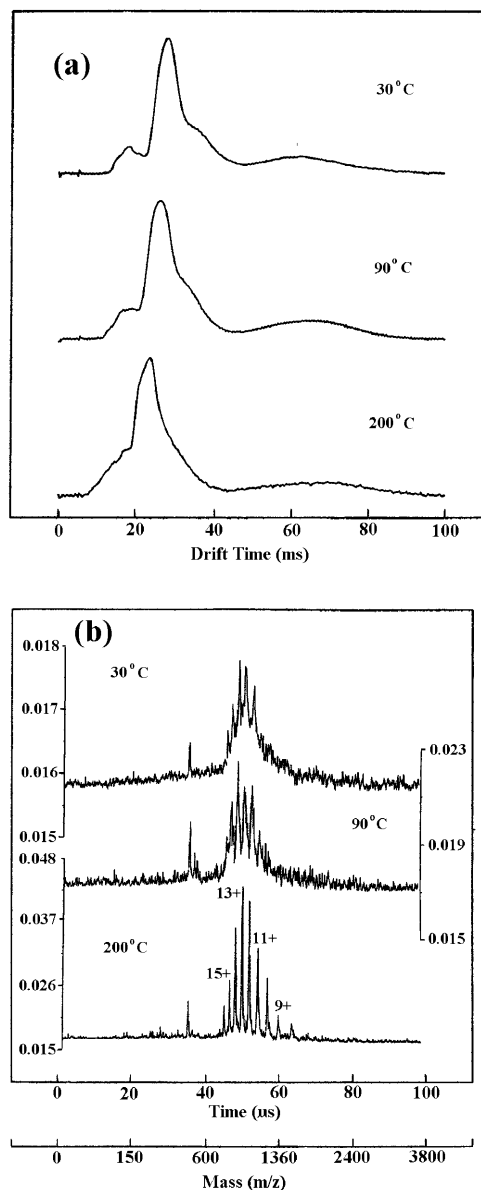 (a)
30°C
90°C
200°C
0 20 40 60 80 100
Drift Time (ms)
(b)
0.018
30°C
0.017
0.023
0.016
90°C
0.015
0.019
0.048
13+
0.037
200°C
11+
0.015
15+
0.026
9+
0.015
0 20 40 60 80 100
Time (μs)
0 150 600 1360 2400 3800
Mass (m/z)